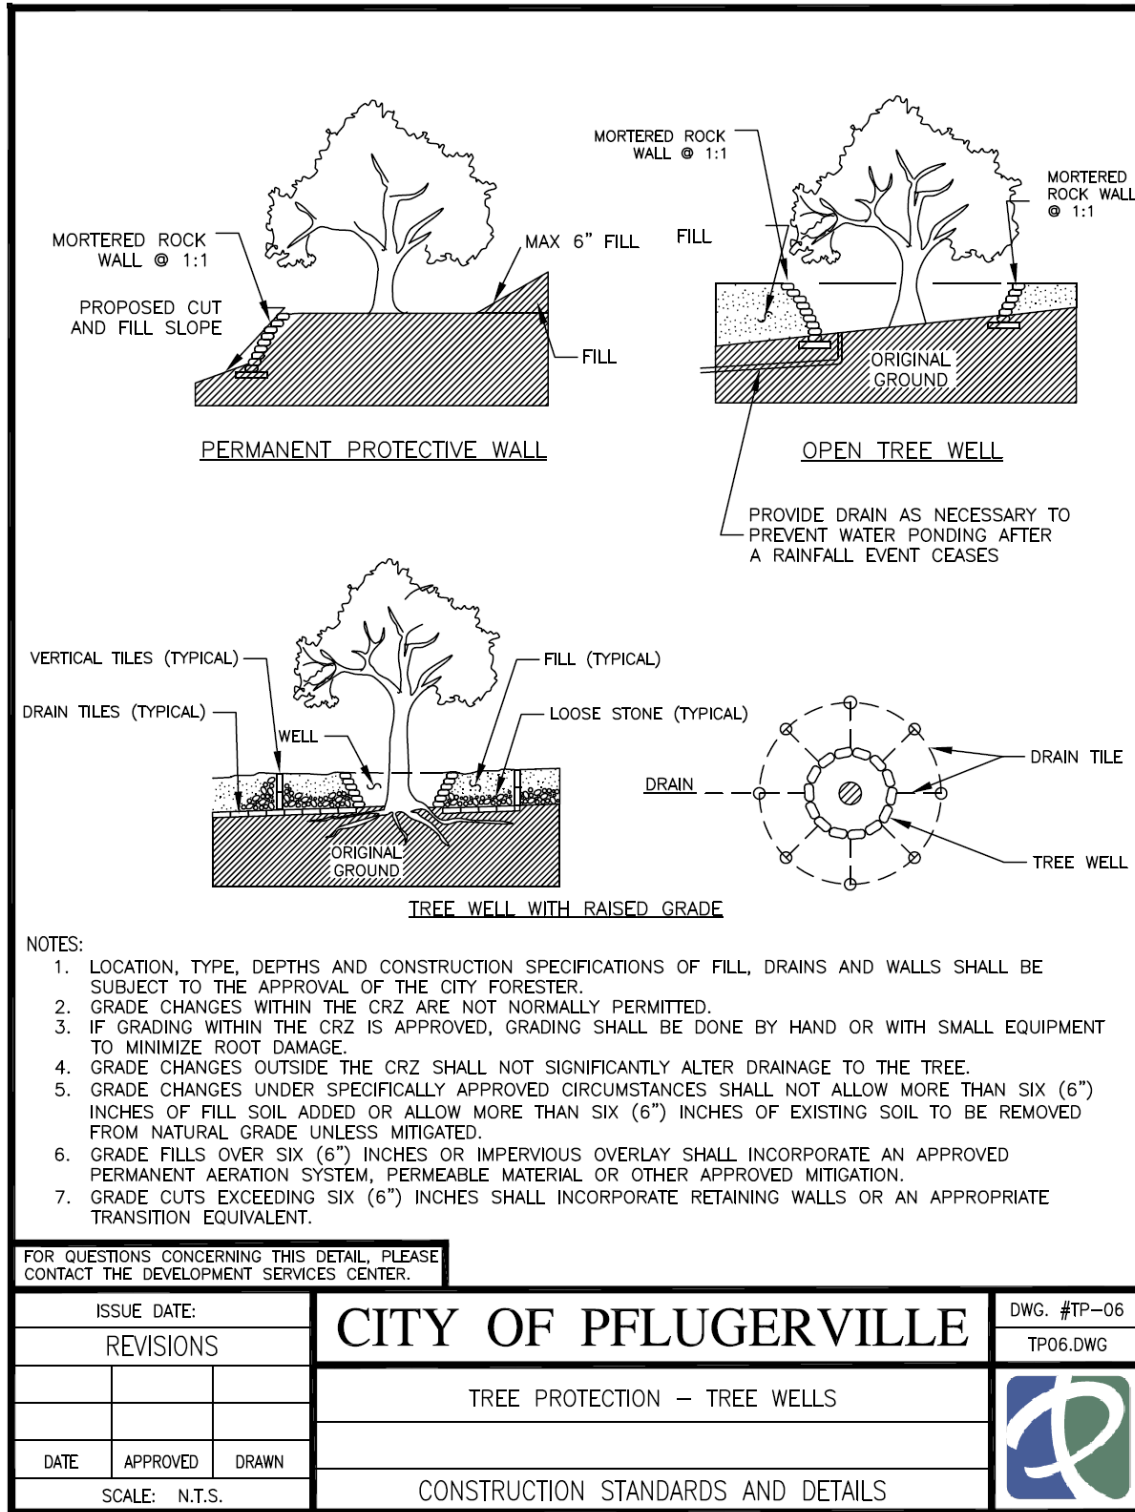 MORTERED ROCK
WALL @ 1:1
PROPOSED CUT
AND FILL SLOPE
MAX 6” FILL
FILL
PERMANENT PROTECTIVE WALL
MORTERED ROCK
WALL @ 1:1
FILL
MORTERED
ROCK WALL
@ 1:1
ORIGINAL
GROUND
OPEN TREE WELL
PROVIDE DRAIN AS NECESSARY TO
PREVENT WATER PONDING AFTER
A RAINFALL EVENT CEASES
VERTICAL TILES (TYPICAL)
DRAIN TILES (TYPICAL)
WELL
FILL (TYPICAL)
LOOSE STONE (TYPICAL)
ORIGINAL
GROUND
TREE WELL WITH RAISED GRADE
DRAIN
DRAIN TILE
TREE WELL
NOTES:
1. LOCATION, TYPE, DEPTHS AND CONSTRUCTION SPECIFICATIONS OF FILL, DRAINS AND WALLS SHALL BE
SUBJECT TO THE APPROVAL OF THE CITY FORESTER.
2. GRADE CHANGES WITHIN THE CRZ ARE NOT NORMALLY PERMITTED.
3. IF GRADING WITHIN THE CRZ IS APPROVED, GRADING SHALL BE DONE BY HAND OR WITH SMALL EQUIPMENT
TO MINIMIZE ROOT DAMAGE.
4. GRADE CHANGES OUTSIDE THE CRZ SHALL NOT SIGNIFICANTLY ALTER DRAINAGE TO THE TREE.
5. GRADE CHANGES UNDER SPECIFICALLY APPROVED CIRCUMSTANCES SHALL NOT ALLOW MORE THAN SIX (6”)
INCHES OF FILL SOIL ADDED OR ALLOW MORE THAN SIX (6”) INCHES OF EXISTING SOIL TO BE REMOVED
FROM NATURAL GRADE UNLESS MITIGATED.
6. GRADE FILLS OVER SIX (6”) INCHES OR IMPERVIOUS OVERLAY SHALL INCORPORATE AN APPROVED
PERMANENT AERATION SYSTEM, PERMEABLE MATERIAL OR OTHER APPROVED MITIGATION.
7. GRADE CUTS EXCEEDING SIX (6”) INCHES SHALL INCORPORATE RETAINING WALLS OR AN APPROPRIATE
TRANSITION EQUIVALENT.
FOR QUESTIONS CONCERNING THIS DETAIL, PLEASE
CONTACT THE DEVELOPMENT SERVICES CENTER.
ISSUE DATE:
REVISIONS
DATE APPROVED DRAWN
SCALE: N.T.S.
CITY OF PFLUGERVILLE
TREE PROTECTION – TREE WELLS
CONSTRUCTION STANDARDS AND DETAILS
DWG. #TP–06
TP06.DWG